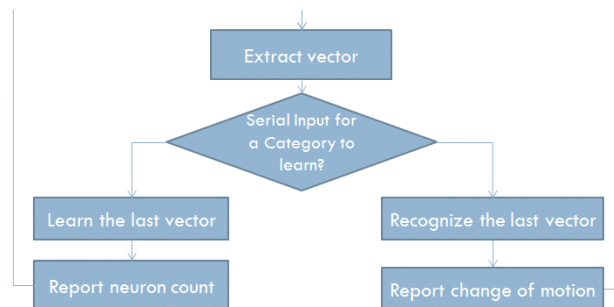 Extract vector
Serial Input for
a Category to
learn?
Learn the last vector
Recognize the last vector
Report neuron count
Report change of motion